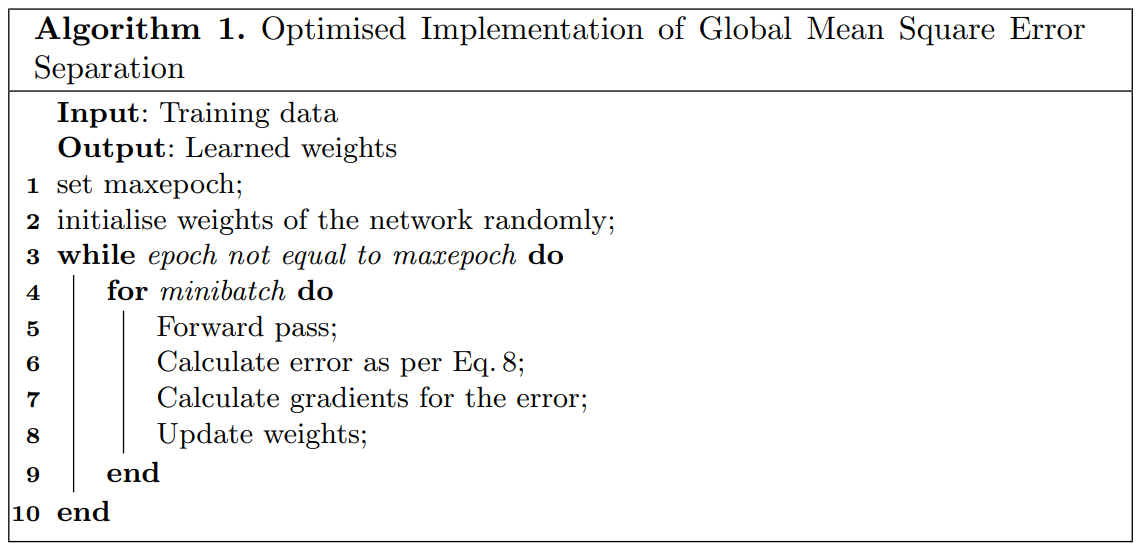 Algorithm 1. Optimised Implementation of Global Mean Square Error
Separation
Input: Training data
Output: Learned weights
1 set maxepoch;
2 initialise weights of the network randomly;
3 while epoch not equal to maxepoch do
4 for minibatch do
5 Forward pass;
6 Calculate error as per Eq. 8;
7 Calculate gradients for the error;
8 Update weights;
9 end
10 end